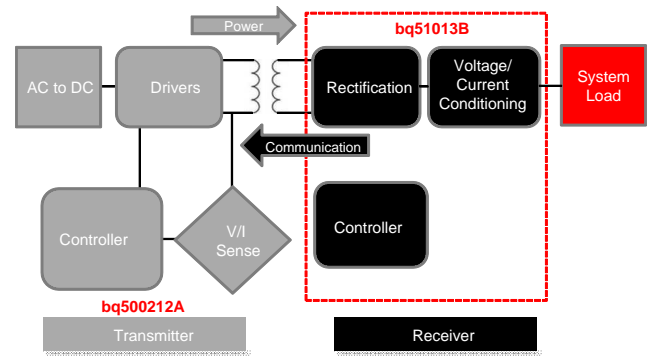 Power
bq51013B
AC to DC
Drivers
Rectification
Voltage/
Current
Conditioning
System
Load
Communication
Controller
V/I
Sense
Controller
bq500212A
Transmitter
Receiver